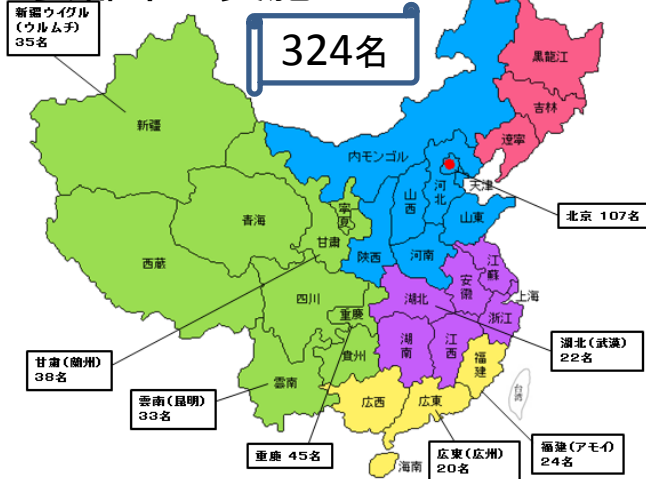 新疆ウイグル
(ウルムチ)
35名
324名
黒龍江
吉林
遼寧
新疆
内モンゴル
天津
河北
山西
山東
北京 107名
寧夏
青海
甘粛
陝西
河南
西蔵
江蘇
安徽
上海
四川
湖北
浙江
重慶
湖南
江西
福建
湖北(武漢)
22名
貴州
甘粛(蘭州)
38名
雲南
台湾
雲南(昆明)
33名
広西
広東
重慶 45名
海南
広東(広州)
20名
福建(アモイ)
24名